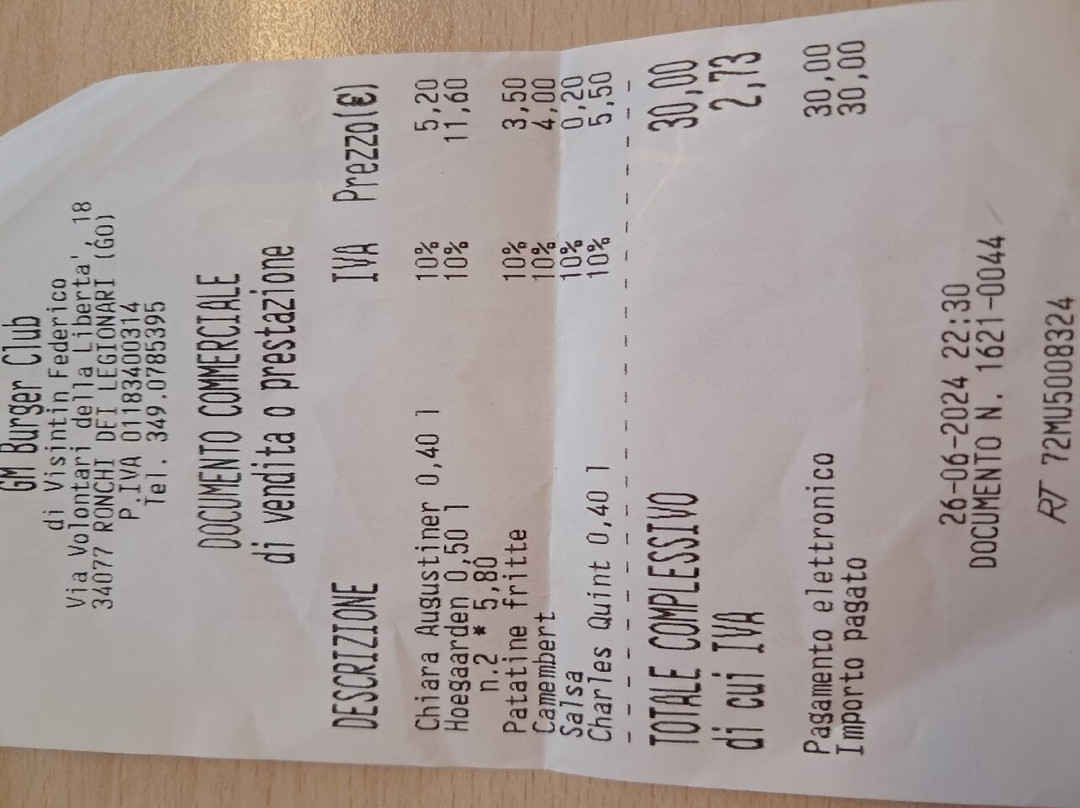 GM Burger Club
di Visintin Federico
Via Volontari della Liberta', 18
34077 RONCHI DEI LEGIONARI (GO)
P.IVA 01183400314
Tel. 349.0785395
DOCUMENTO COMMERCIALE
di vendita o prestazione
DESCRIZIONE IVA Prezzo(€)
Chiara Augustiner 0,40 l 10% 5,20
Hoegaarden 0,50 l 10% 11,60
n.2 * 5,80
Patatine fritte 10% 3,50
Camembert 10% 4,00
Salsa 10% 0,20
Charles Quint 0,40 l 10% 5,50
TOTALE COMPLESSIVO 30,00
di cui IVA 2,73
Pagamento elettronico 30,00
Importo pagato 30,00
26-06-2024 22:30
DOCUMENTO N. 1621-0044
RT 72MU5008324